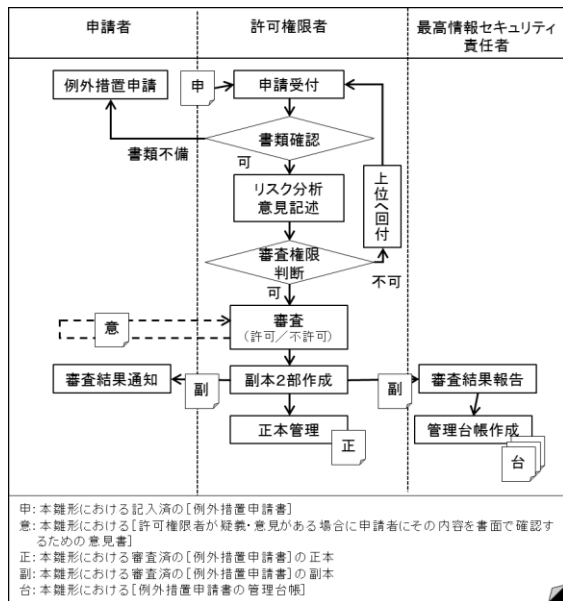 申請者
許可権限者
最高情報セキュリティ
責任者
例外措置申請
申
申請受付
書類確認
書類不備
可
上位へ回付
リスク分析
意見記述
審査権限
判断
不可
可
意
審査
（許可／不許可）
審査結果通知
副
副本2部作成
副
審査結果報告
正本管理
正
管理台帳作成
台
申: 本雛形における記入済の［例外措置申請書］
意: 本雛形における［許可権限者が疑義・意見がある場合に申請者にその内容を書面で確認す
るための意見書］
正: 本雛形における審査済の［例外措置申請書］の正本
副: 本雛形における審査済の［例外措置申請書］の副本
台: 本雛形における［例外措置申請書の管理台帳］